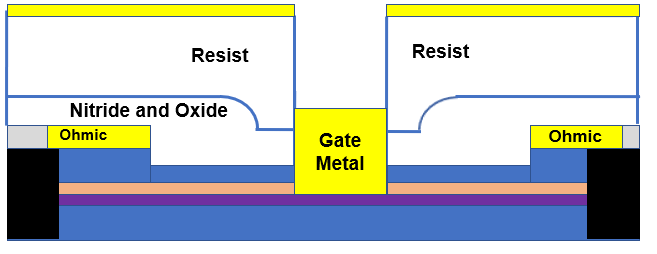 Resist
Resist
Nitride and Oxide
Ohmic
Gate
Metal
Ohmic